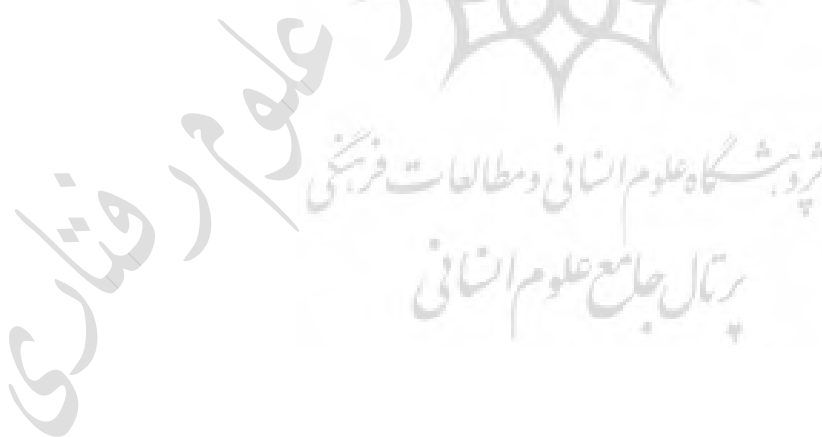 علوم رفتاری
پژوهشگاه علوم انسانی و مطالعات فرهنگی
پرتال جامع علوم انسانی